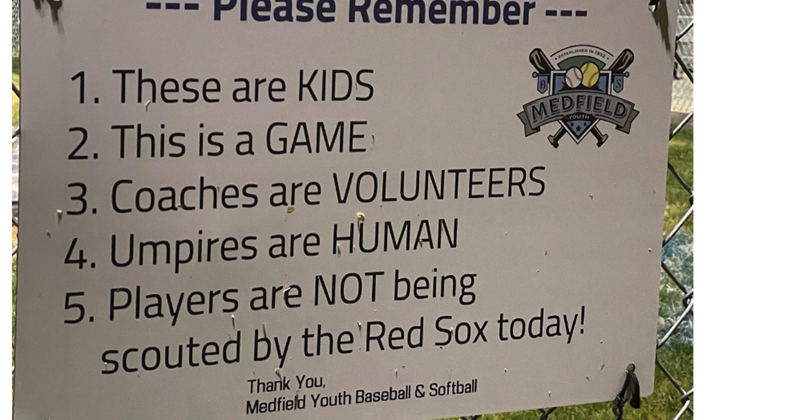 --- Please Remember ---
1. These are KIDS
2. This is a GAME
3. Coaches are VOLUNTEERS
4. Umpires are HUMAN
5. Players are NOT being
scouted by the Red Sox today!
Thank You,
Medfield Youth Baseball & Softball
B S
MEDFIELD
YOUTH